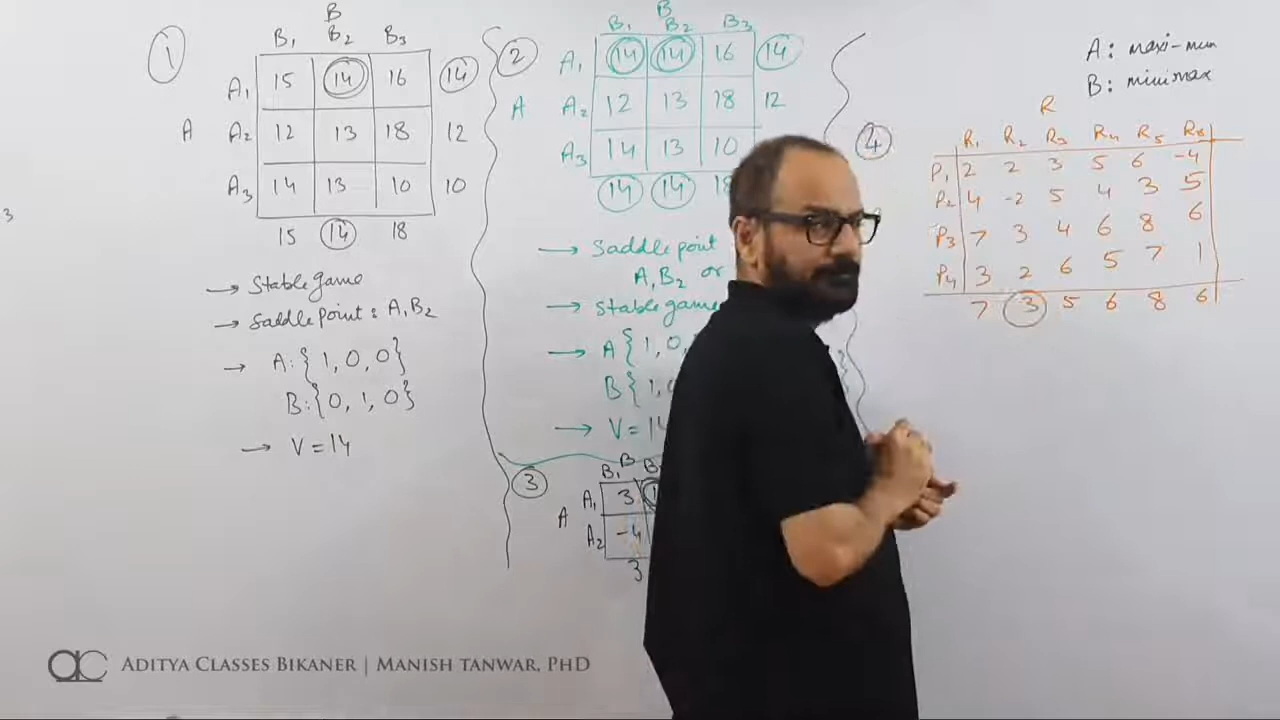 3
1
B
B1 B2 B3
A1 15 14 16 14
A A2 12 13 18 12
A3 14 13 10 10
15 14 18
→ Stable game
→ Saddle point : A1B2
→ A:{1, 0, 0}
B:{0, 1, 0}
→ V = 14
2
B
B1 B2 B3
A1 14 14 16 14
A A2 12 13 18 12
A3 14 13 10
14 14 18
→ Saddle point
A1B2 or
→ Stable game
→ A{1, 0,
B{1,
→ V = 14
3
B
B1
A A1 3
A2 -4
3
A: maxi-min
B: minimax
4
R
R1 R2 R3 R4 R5 R6
P1 2 2 3 5 6 -4
P2 4 -2 5 4 3 5
P3 7 3 4 6 8 6
P4 3 2 6 5 7 1
7 3 5 6 8 6
ac ADITYA CLASSES BIKANER | MANISH TANWAR, PHD